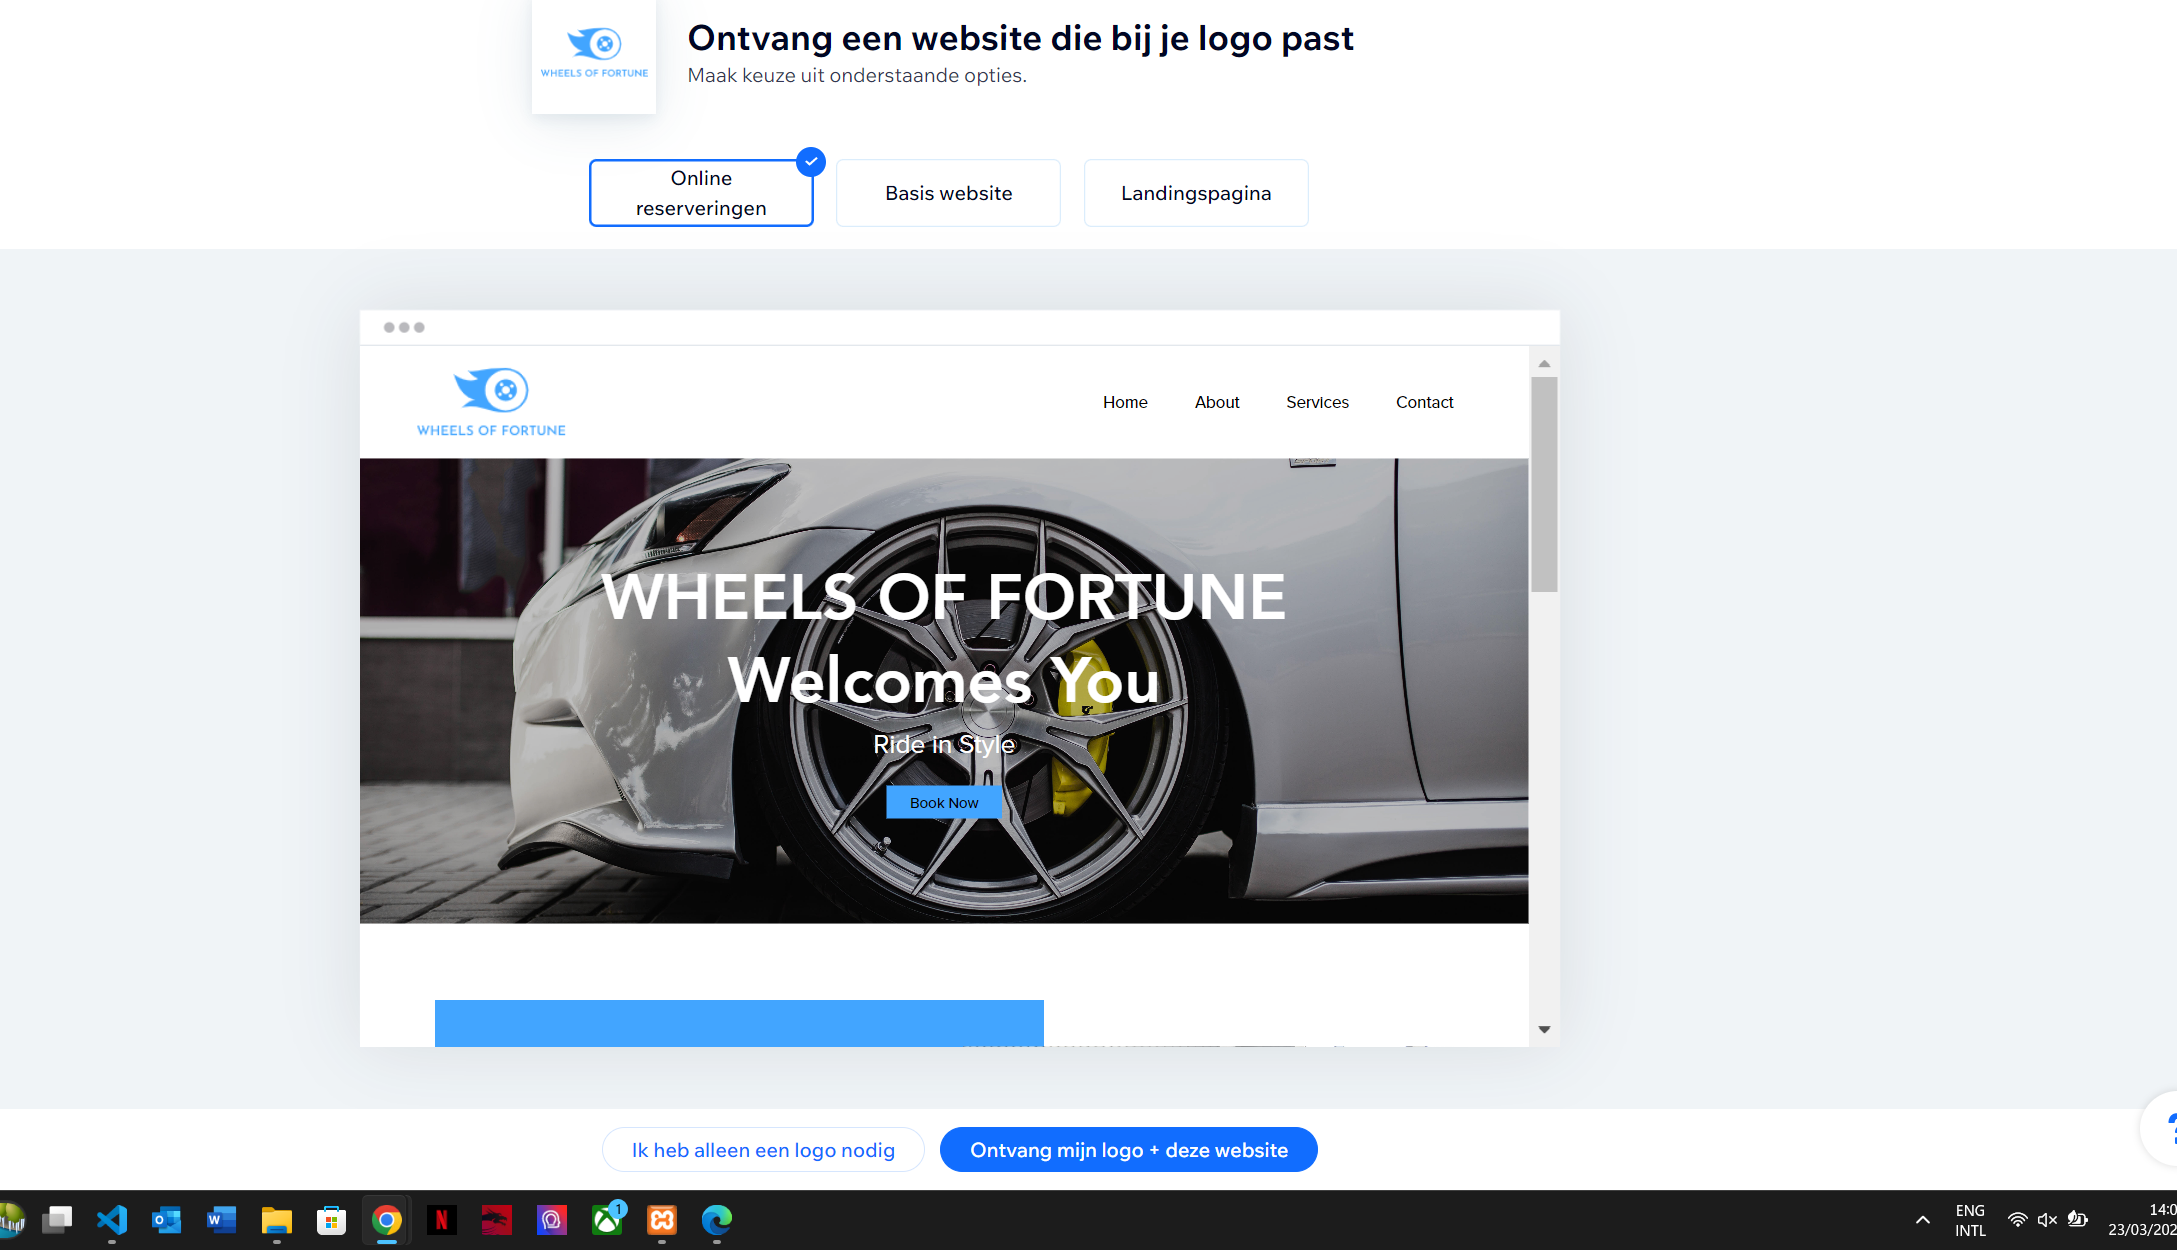 WHEELS OF FORTUNE
Ontvang een website die bij je logo past
Maak keuze uit onderstaande opties.
Online
reserveringen
Basis website
Landingspagina
WHEELS OF FORTUNE
Home
About
Services
Contact
WHEELS OF FORTUNE
Welcomes You
Ride in Style
Book Now
Ik heb alleen een logo nodig
Ontvang mijn logo + deze website
?
1
ENG
INTL
14:0
23/03/202